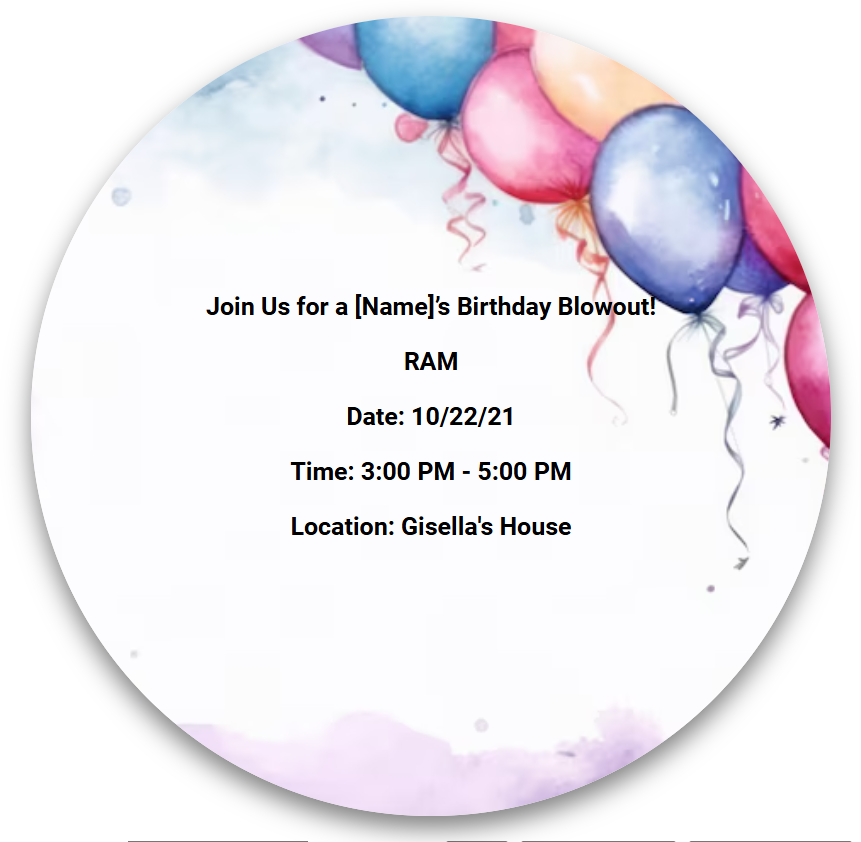 Join Us for a [Name]’s Birthday Blowout!
RAM
Date: 10/22/21
Time: 3:00 PM - 5:00 PM
Location: Gisella's House